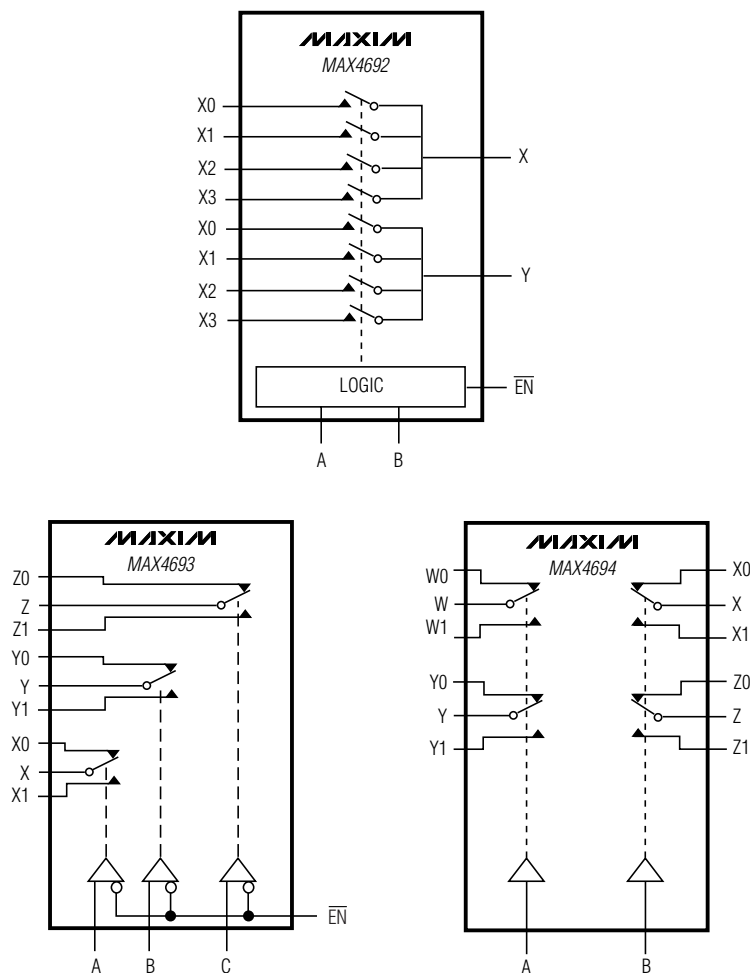 MAXIM
MAX4692
X0
X1
X2
X3
X0
X1
X2
X3
X
Y
LOGIC
EN
A
B
MAXIM
MAX4693
Z0
Z
Z1
Y0
Y
Y1
X0
X
X1
EN
A
B
C
MAXIM
MAX4694
W0
W
W1
Y0
Y
Y1
X0
X
X1
Z0
Z
Z1
A
B